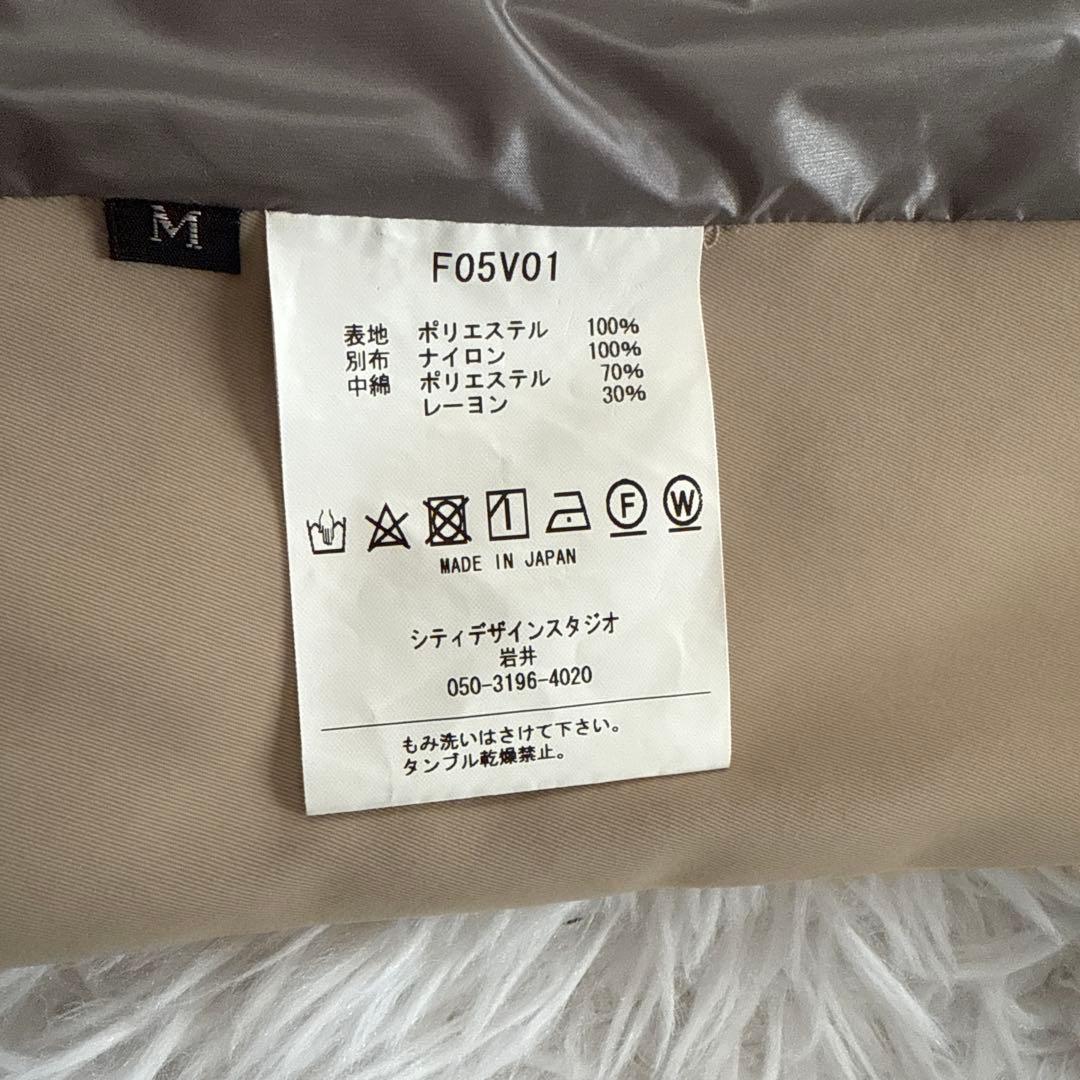 M
F05V01
表地 ポリエステル 100%
別布 ナイロン 100%
中綿 ポリエステル 70%
レーヨン 30%
F W
MADE IN JAPAN
シティデザインスタジオ
岩井
050-3196-4020
もみ洗いはさけて下さい。
タンブル乾燥禁止。